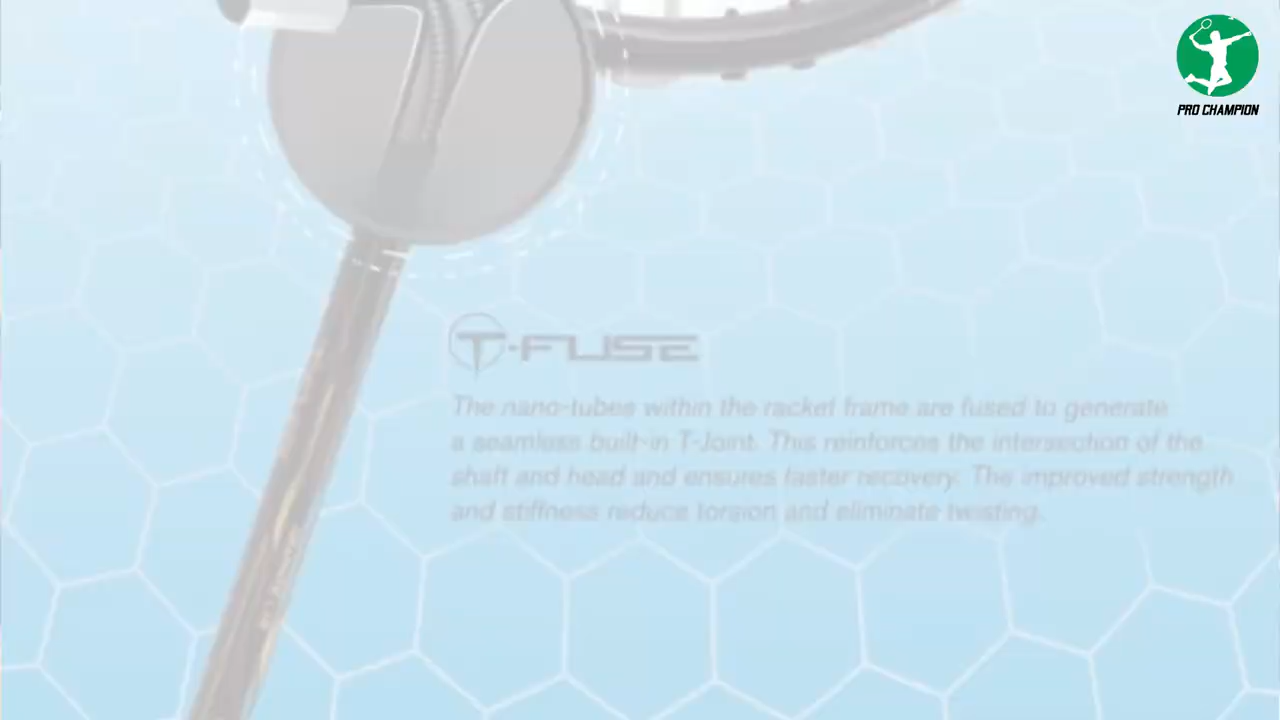 PRO CHAMPION
T-FUSE
The nano-tubes within the racket frame are fused to generate
a seamless built-in T-Joint. This reinforces the intersection of the
shaft and head and ensures faster recovery. The improved strength
and stiffness reduce torsion and eliminate twisting.